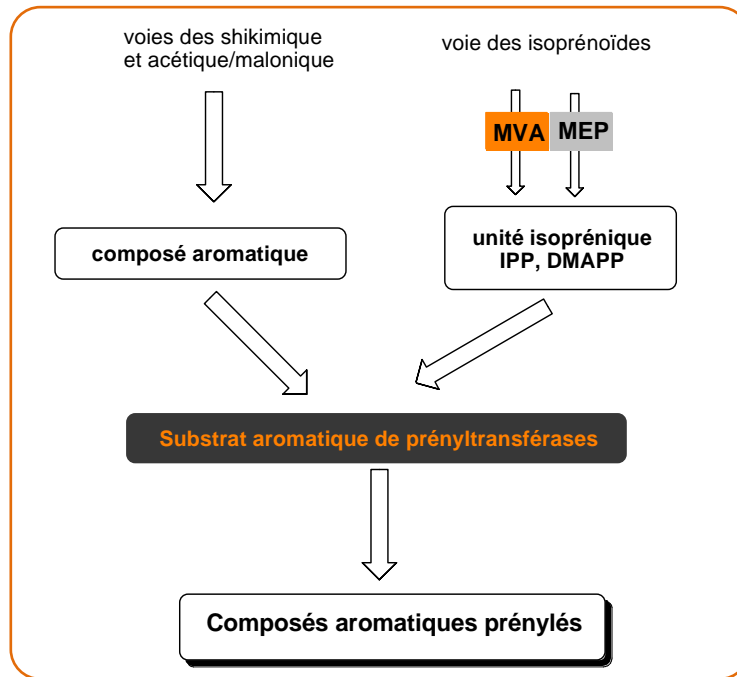 voies des shikimique
et acétique/malonique
voie des isoprénoïdes
MVA MEP
composé aromatique
unité isoprénique
IPP, DMAPP
Substrat aromatique de prényltransférases
Composés aromatiques prénylés